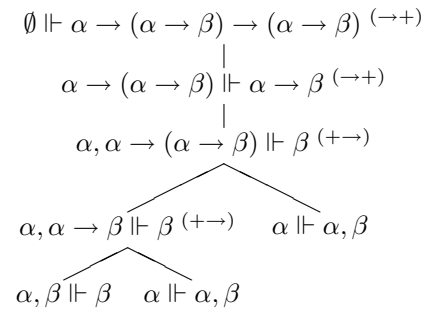 ∅ ⊩ α → (α → β) → (α → β) (→+)
α → (α → β) ⊩ α → β (→+)
α, α → (α → β) ⊩ β (+→)
α, α → β ⊩ β (+→) α ⊩ α, β
α, β ⊩ β α ⊩ α, β